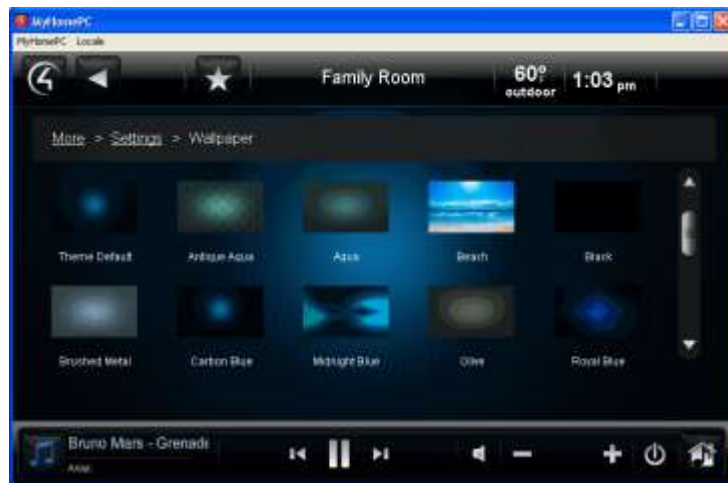 MyHomePC
MyHomePC Locale
Family Room
60°F
outdoor
1:03 pm
More > Settings > Wallpaper
Theme Default
Antique Aqua
Aqua
Beach
Black
Brushed Metal
Carbon Blue
Midnight Blue
Olive
Royal Blue
Bruno Mars - Grenade